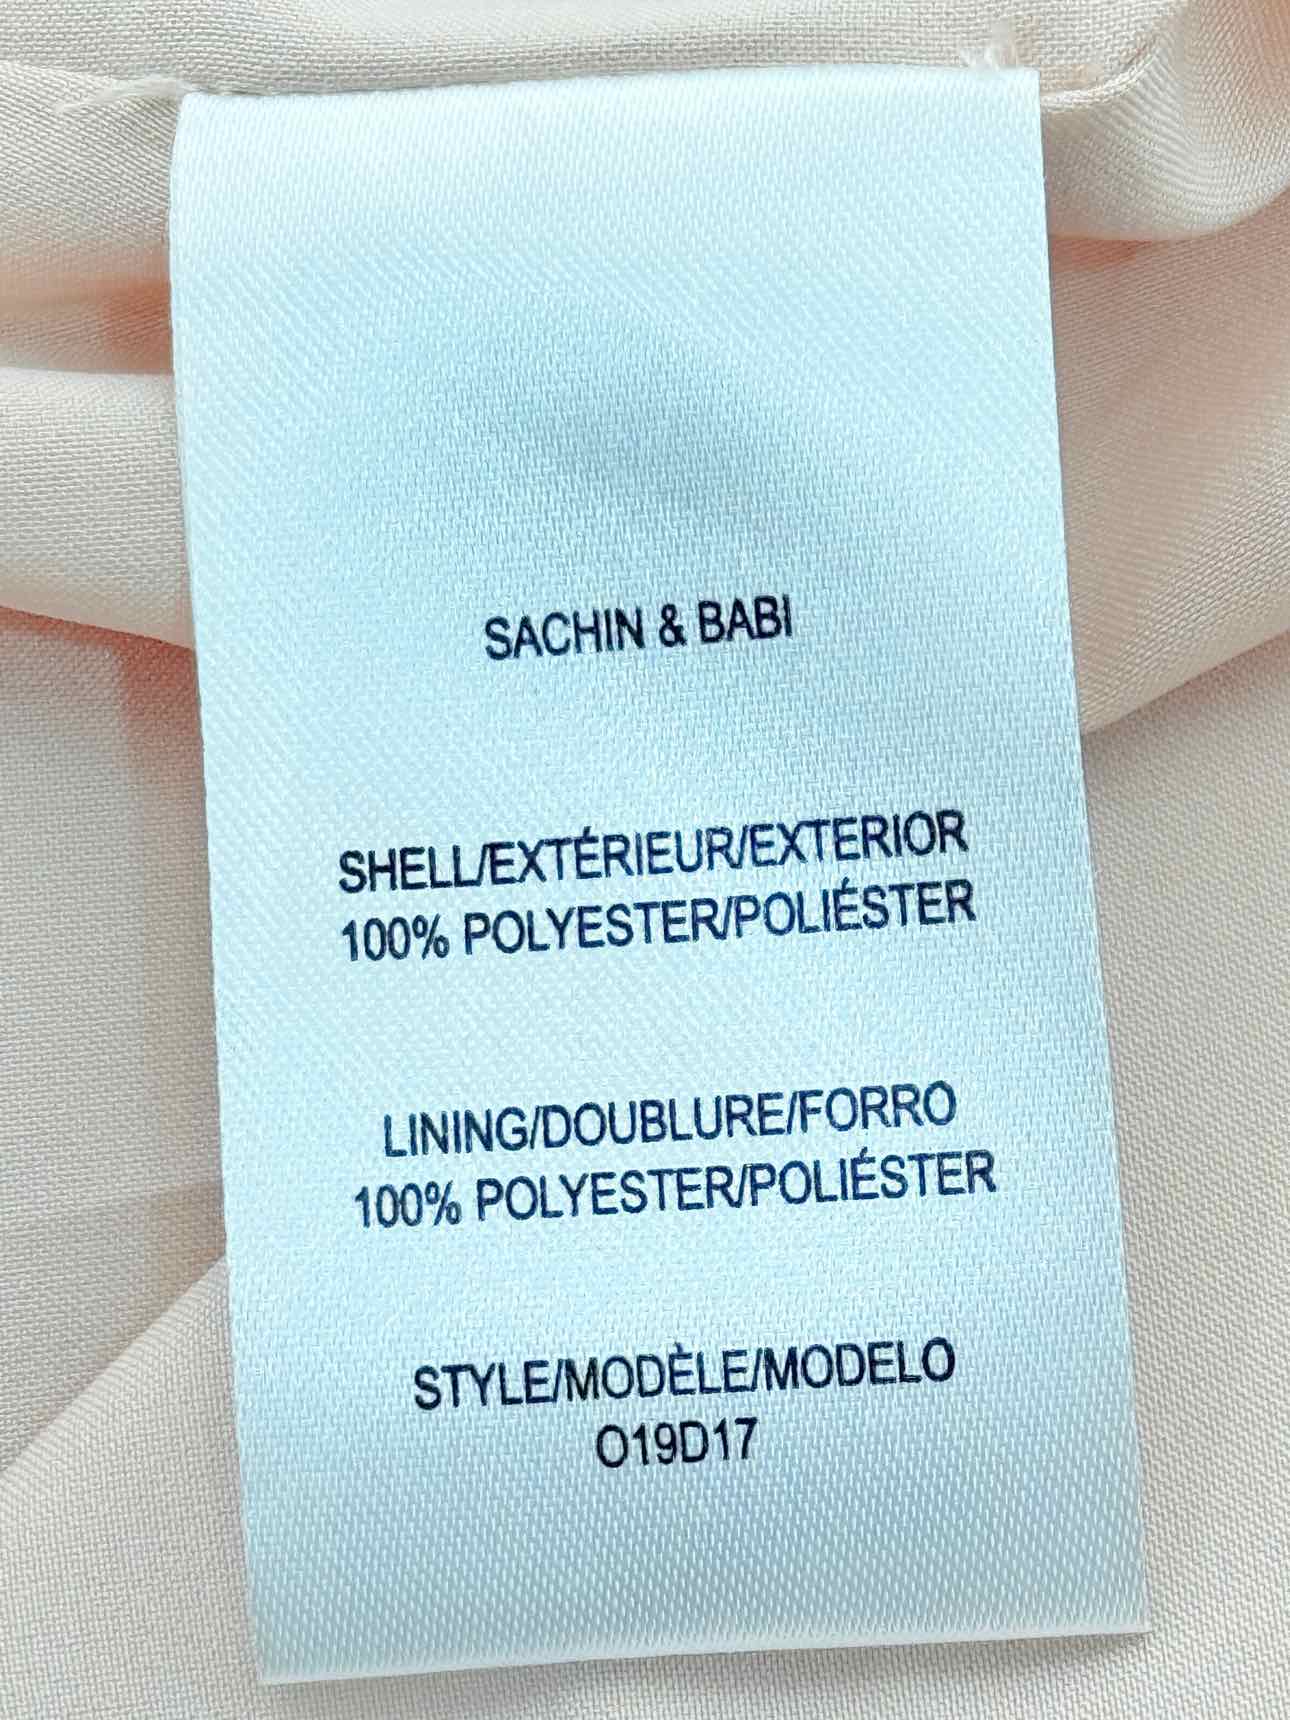 SACHIN & BABI
SHELL/EXTÉRIEUR/EXTERIOR
100% POLYESTER/POLIÉSTER
LINING/DOUBLURE/FORRO
100% POLYESTER/POLIÉSTER
STYLE/MODÈLE/MODELO
O19D17